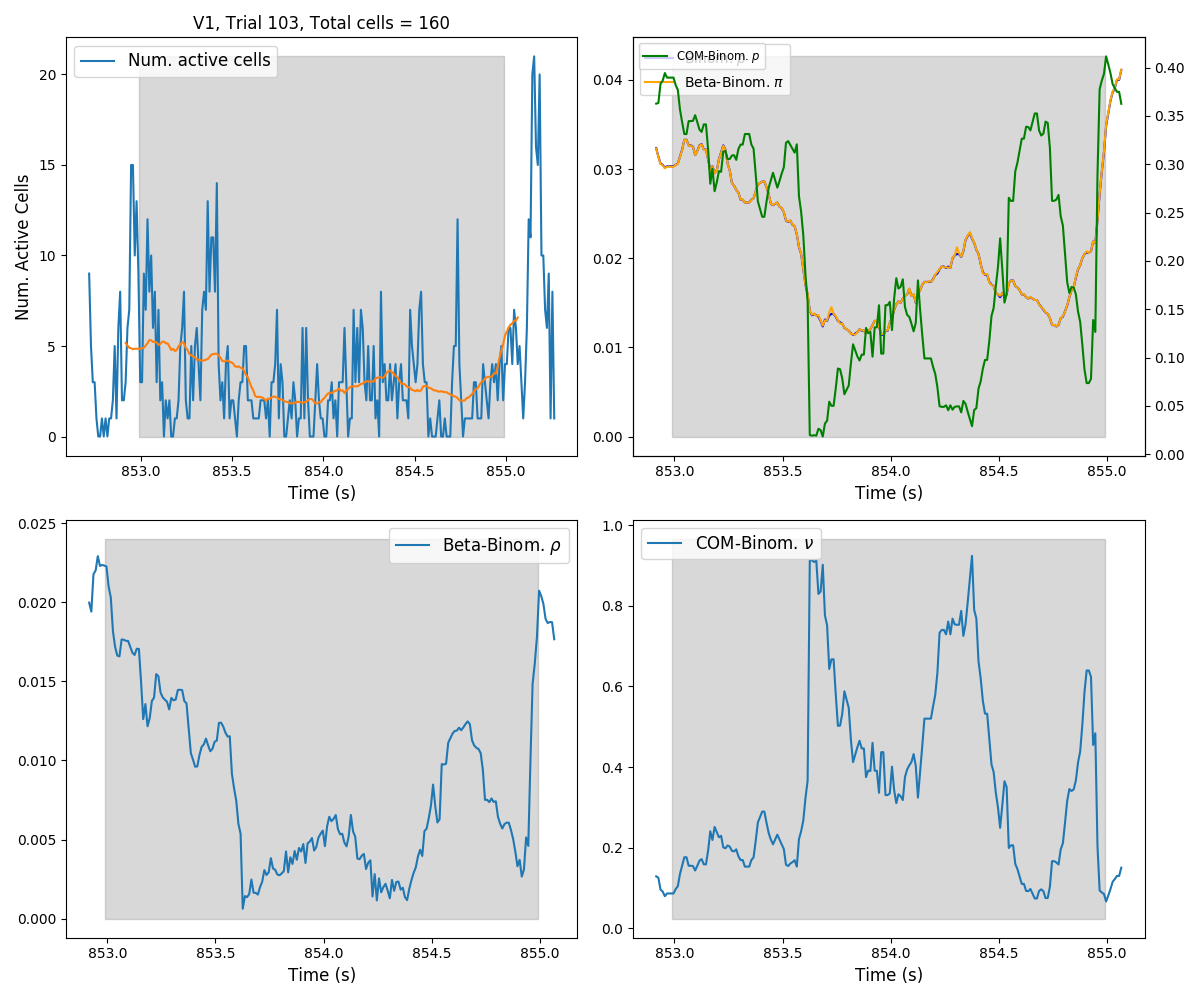 V1, Trial 103, Total cells = 160
Num. active cells
Num. Active Cells
20
15
10
5
0
853.0 853.5 854.0 854.5 855.0
Time (s)
COM-Binom. p
Beta-Binom. π
0.04
0.03
0.02
0.01
0.00
0.40
0.35
0.30
0.25
0.20
0.15
0.10
0.05
0.00
853.0 853.5 854.0 854.5 855.0
Time (s)
Beta-Binom. ρ
0.025
0.020
0.015
0.010
0.005
0.000
853.0 853.5 854.0 854.5 855.0
Time (s)
COM-Binom. ν
1.0
0.8
0.6
0.4
0.2
0.0
853.0 853.5 854.0 854.5 855.0
Time (s)